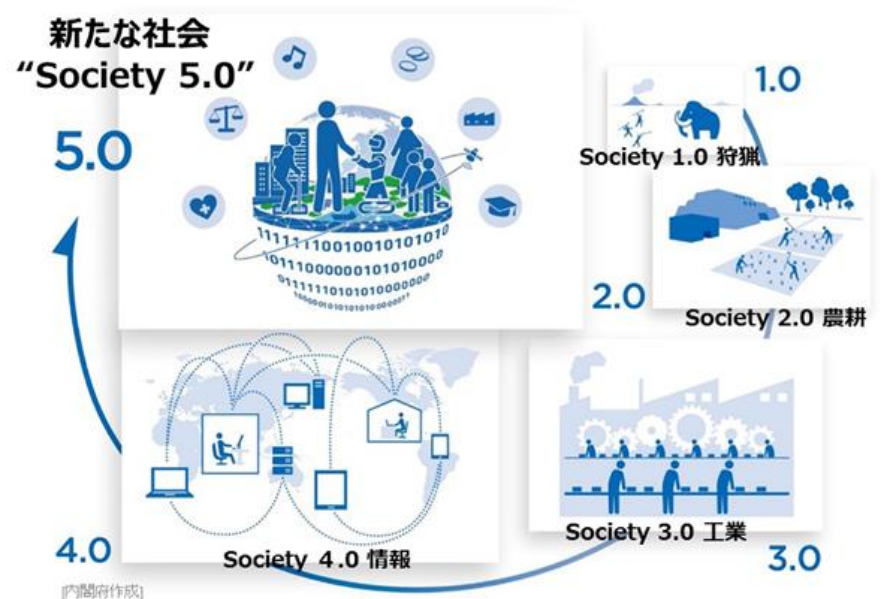 新たな社会
“Society 5.0”
5.0
1.0
Society 1.0 狩猟
2.0
Society 2.0 農耕
3.0
Society 3.0 工業
4.0
Society 4.0 情報
[内閣府作成]
11111110010010101010
1011100000010101010000